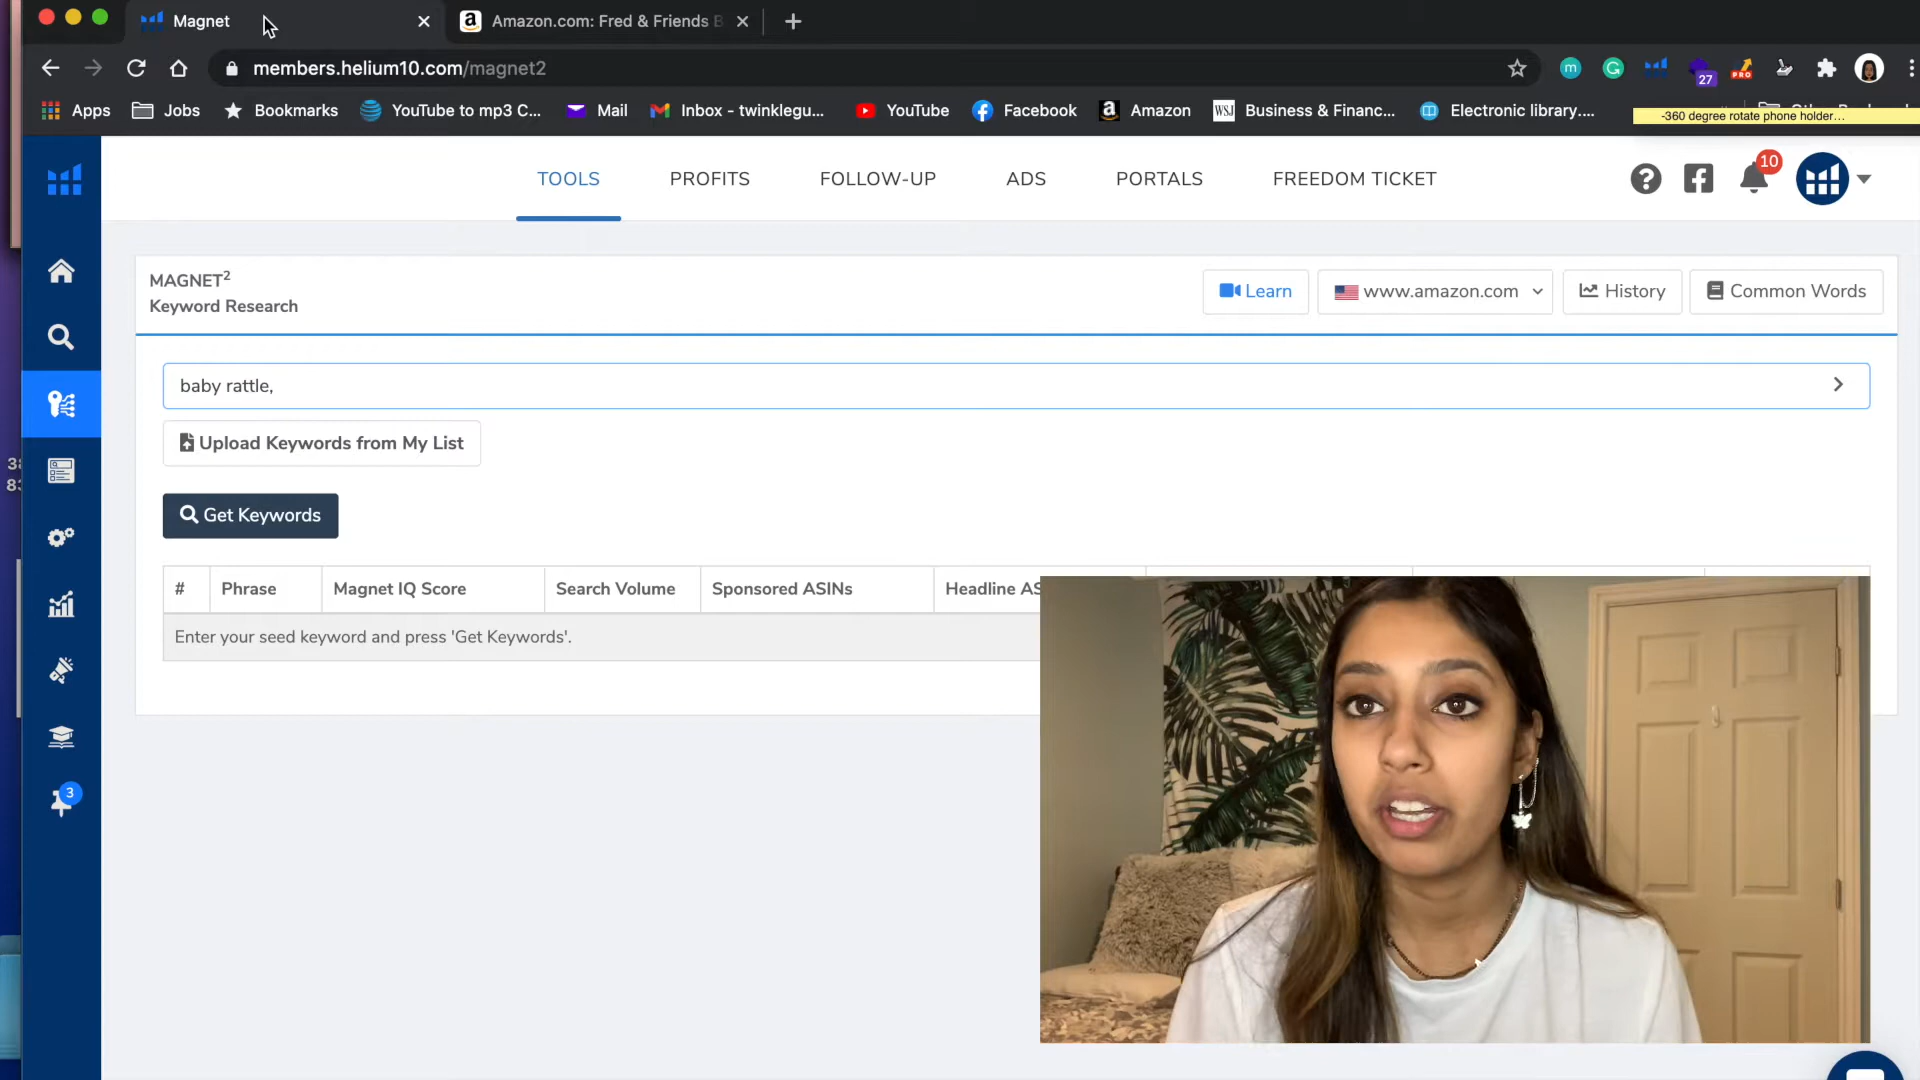 Magnet
Amazon.com: Fred & Friends B
members.helium10.com/magnet2
m
27
PRO
Apps
Jobs
Bookmarks
YouTube to mp3 C...
Mail
Inbox - twinklegu...
YouTube
Facebook
Amazon
WSJ
Business & Financ...
Electronic library....
-360 degree rotate phone holder...
TOOLS
PROFITS
FOLLOW-UP
ADS
PORTALS
FREEDOM TICKET
10
MAGNET2
Keyword Research
Learn
www.amazon.com
History
Common Words
baby rattle,
Upload Keywords from My List
Get Keywords
# Phrase Magnet IQ Score Search Volume Sponsored ASINs Headline AS
Enter your seed keyword and press 'Get Keywords'.
3